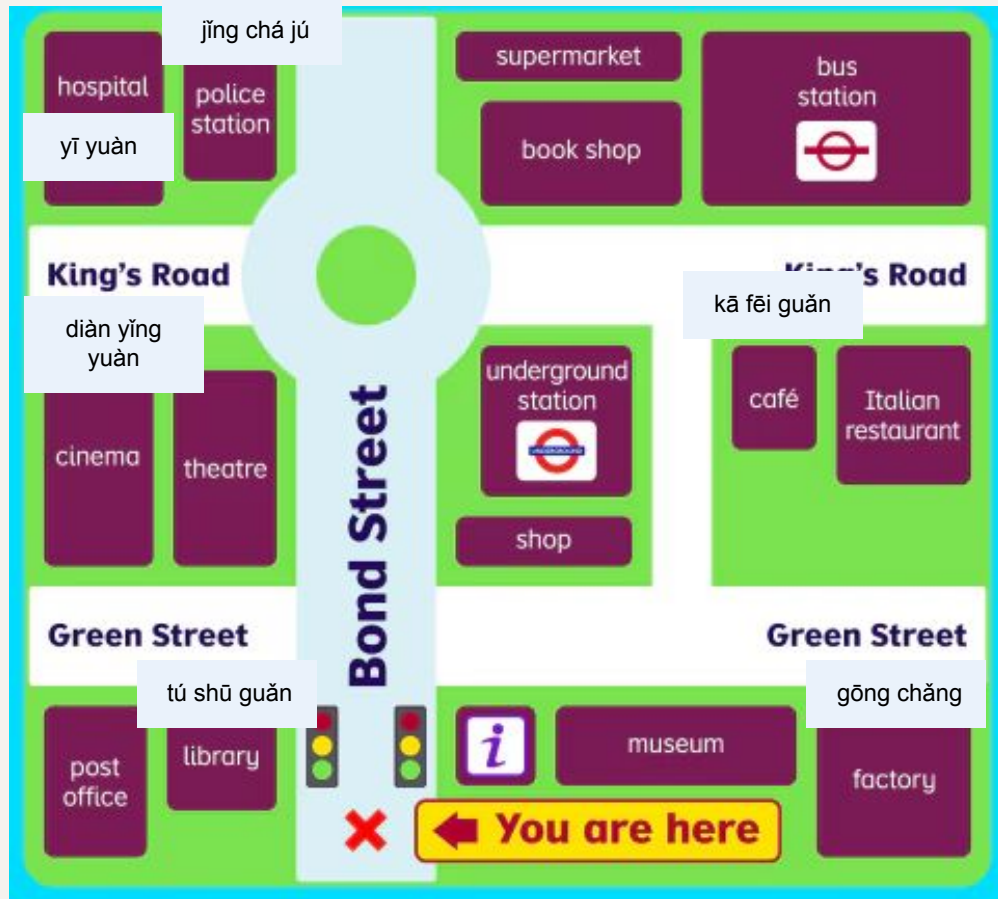 jǐng chá jú
hospital
police
station
yī yuàn
supermarket
book shop
bus
station
King's Road
King's Road
diàn yǐng
yuàn
cinema
theatre
Bond Street
underground
station
UNDERGROUND
shop
kā fēi guǎn
café
Italian
restaurant
Green Street
Green Street
tú shū guǎn
post
office
library
i
museum
gōng chǎng
factory
You are here